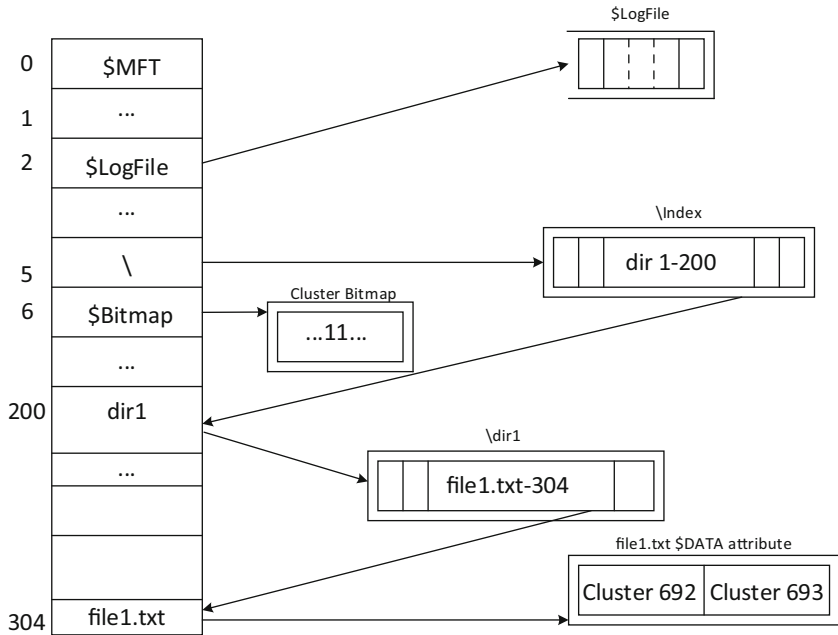 $LogFile
0
$MFT
1
...
2
$LogFile
...
\Index
5
\
dir 1-200
6
$Bitmap
Cluster Bitmap
...11...
...
200
dir1
\dir1
...
file1.txt-304
file1.txt $DATA attribute
Cluster 692
Cluster 693
304
file1.txt